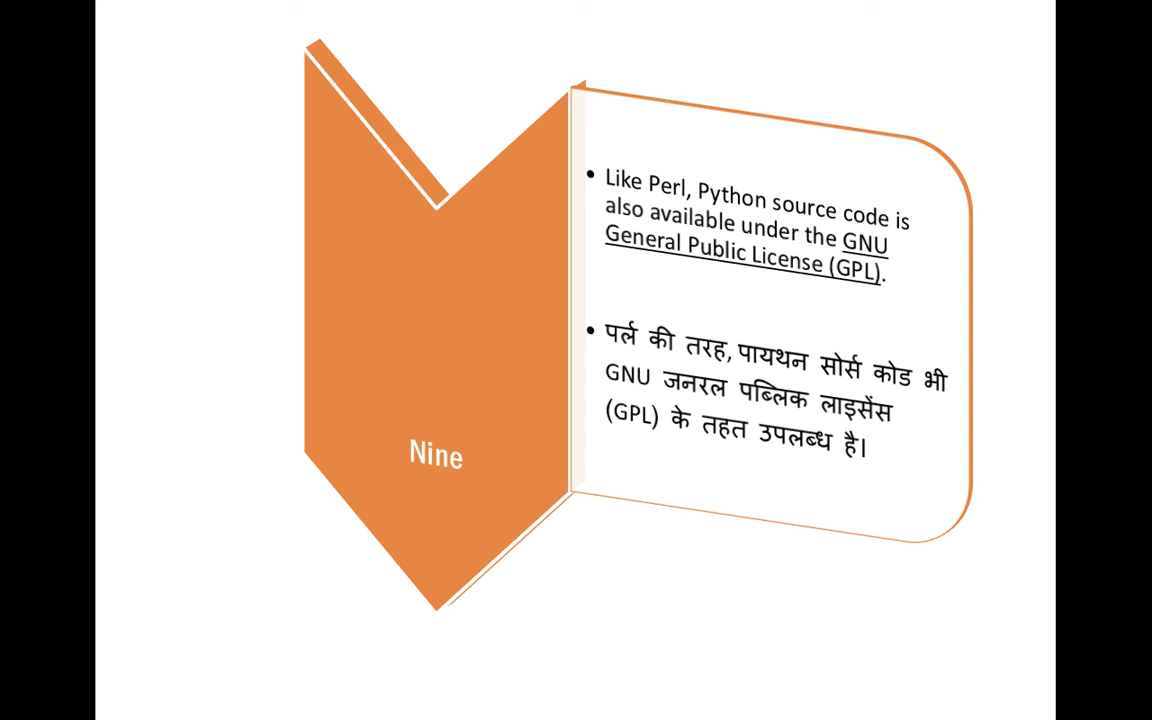 Nine
• Like Perl, Python source code is
also available under the GNU
General Public License (GPL).
• पर्ल की तरह, पायथन सोर्स कोड भी
GNU जनरल पब्लिक लाइसेंस
(GPL) के तहत उपलब्ध है।